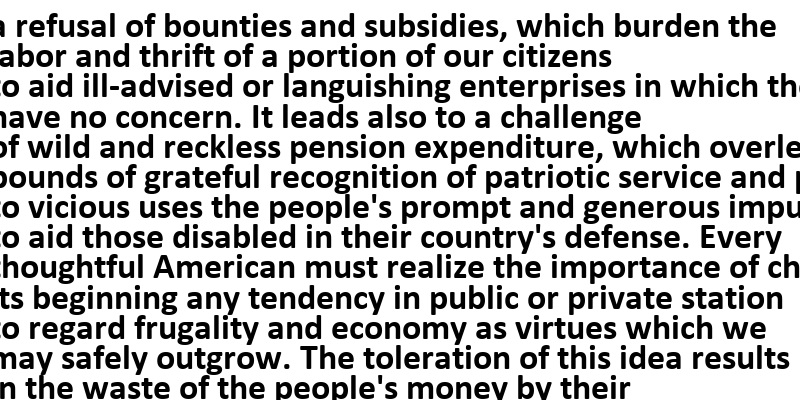 a refusal of bounties and subsidies, which burden the
labor and thrift of a portion of our citizens
to aid ill-advised or languishing enterprises in which the
have no concern. It leads also to a challenge
of wild and reckless pension expenditure, which overle
bounds of grateful recognition of patriotic service and
to vicious uses the people's prompt and generous impu
to aid those disabled in their country's defense. Every
thoughtful American must realize the importance of ch
its beginning any tendency in public or private station
to regard frugality and economy as virtues which we
may safely outgrow. The toleration of this idea results
in the waste of the people's money by their